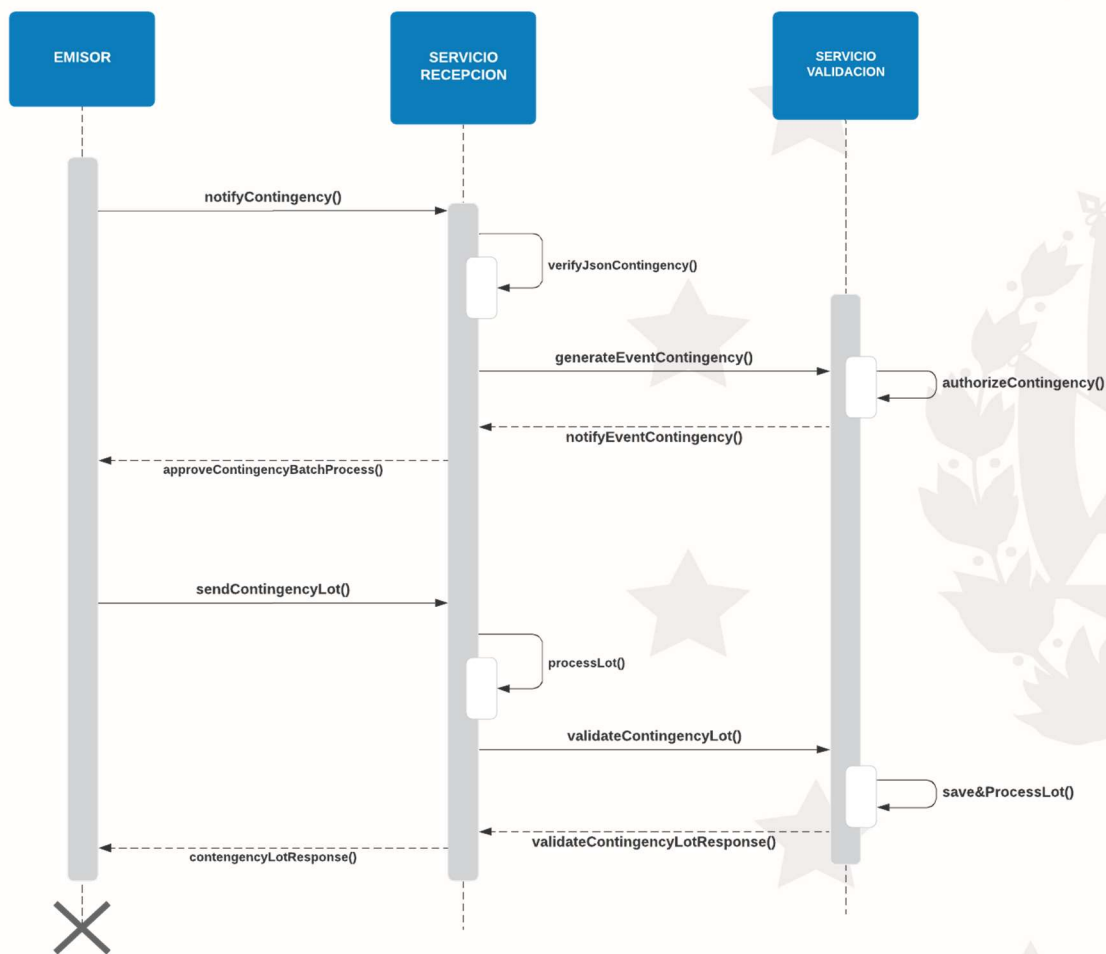 EMISOR
SERVICIO
RECEPCION
SERVICIO
VALIDACION
notifyContingency()
verifyJsonContingency()
generateEventContingency()
authorizeContingency()
notifyEventContingency()
approveContingencyBatchProcess()
sendContingencyLot()
processLot()
validateContingencyLot()
save&ProcessLot()
validateContingencyLotResponse()
contengencyLotResponse()